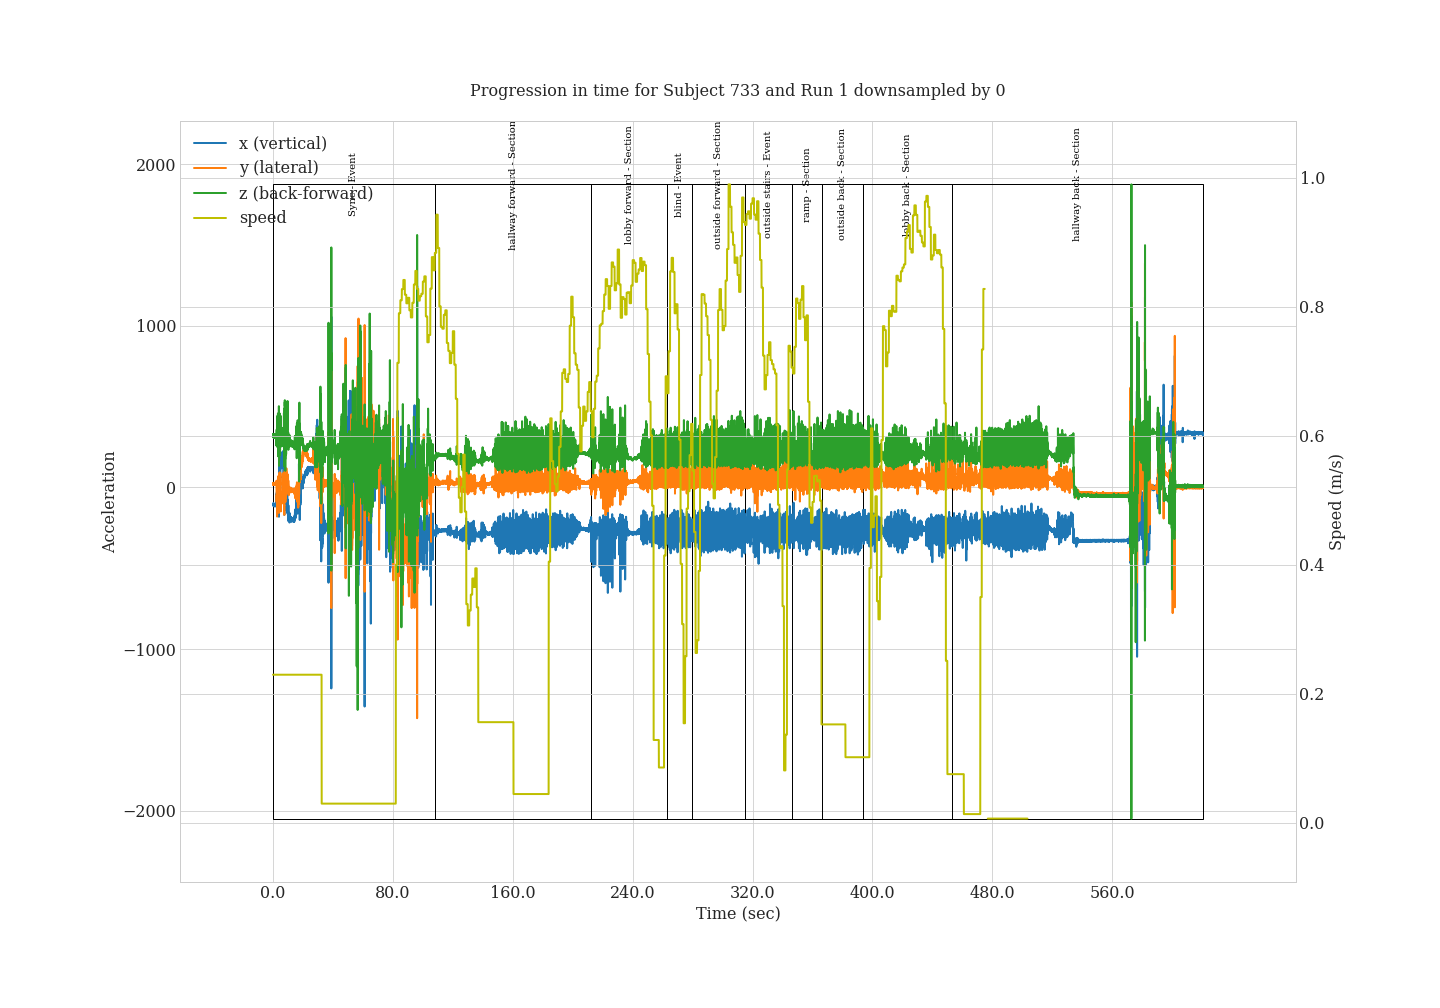 Progression in time for Subject 733 and Run 1 downsampled by 0
x (vertical)
y (lateral)
z (back-forward)
speed
Sync - Event
hallway forward - Section
lobby forward - Section
blind - Event
outside forward - Section
outside stairs - Event
ramp - Section
outside back - Section
lobby back - Section
hallway back - Section
2000
1000
0
−1000
−2000
Acceleration
1.0
0.8
0.6
0.4
0.2
0.0
Speed (m/s)
0.0 80.0 160.0 240.0 320.0 400.0 480.0 560.0
Time (sec)